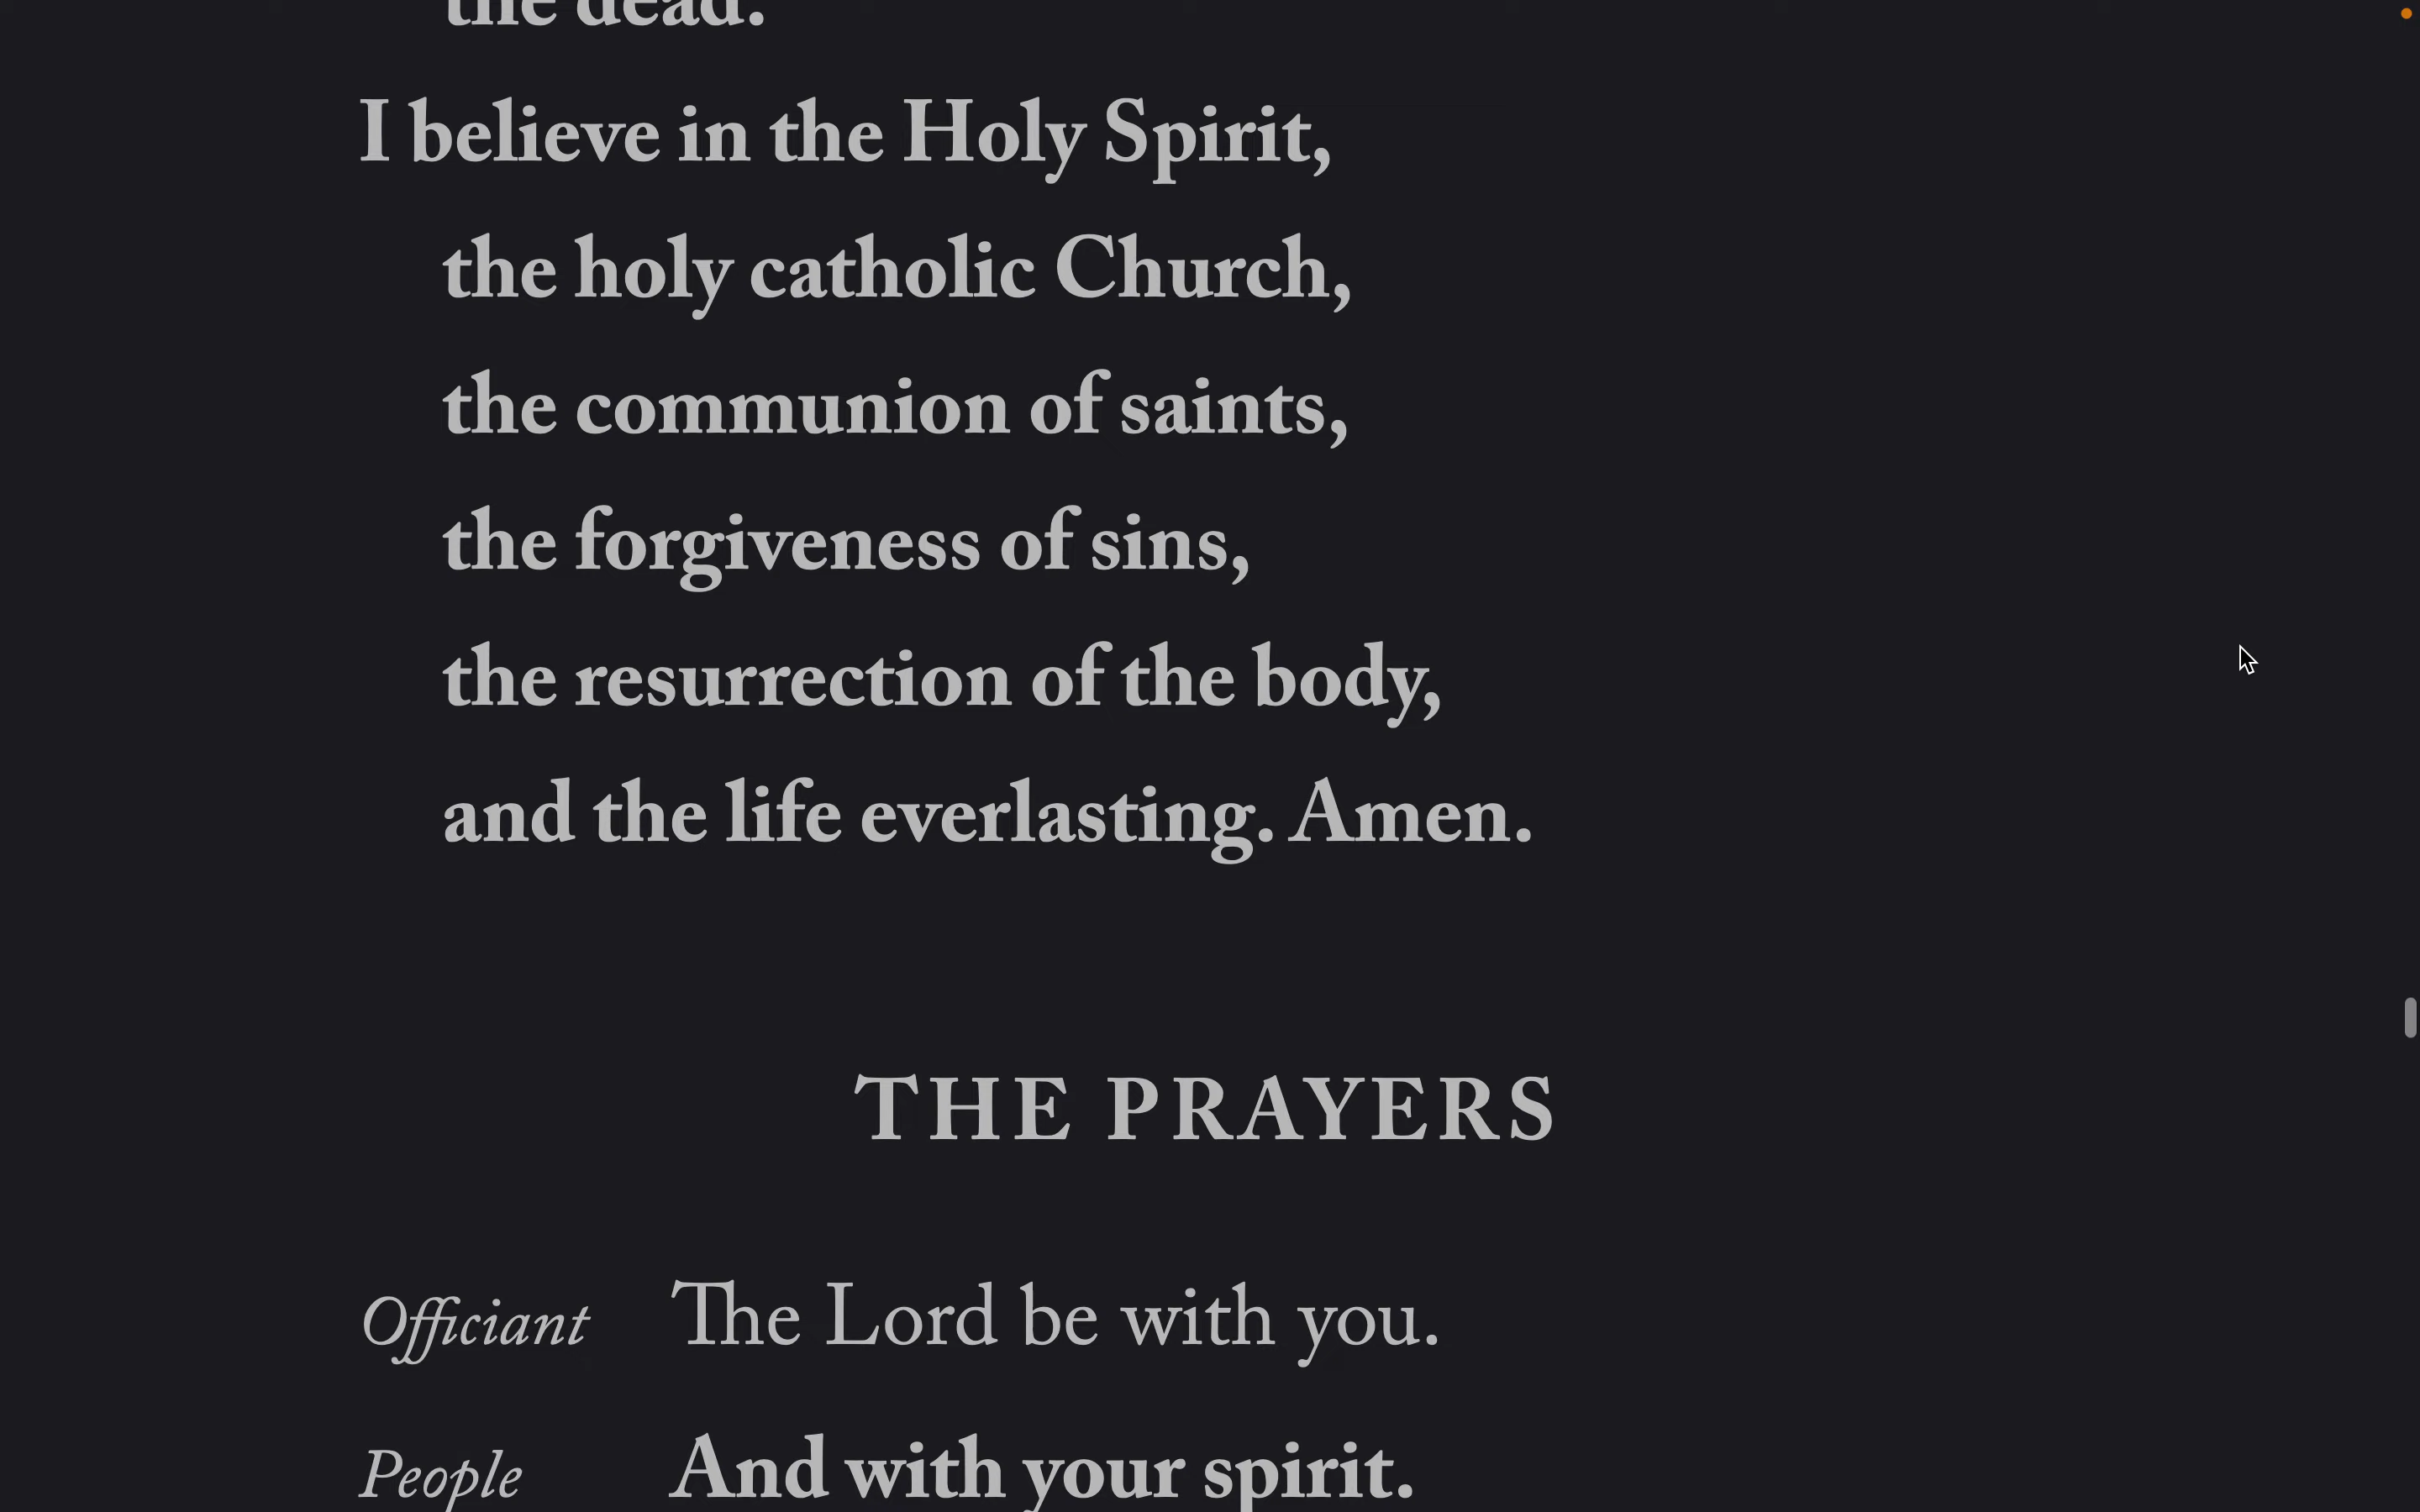 the dead.
I believe in the Holy Spirit,
the holy catholic Church,
the communion of saints,
the forgiveness of sins,
the resurrection of the body,
and the life everlasting. Amen.
THE PRAYERS
Officiant The Lord be with you.
People And with your spirit.